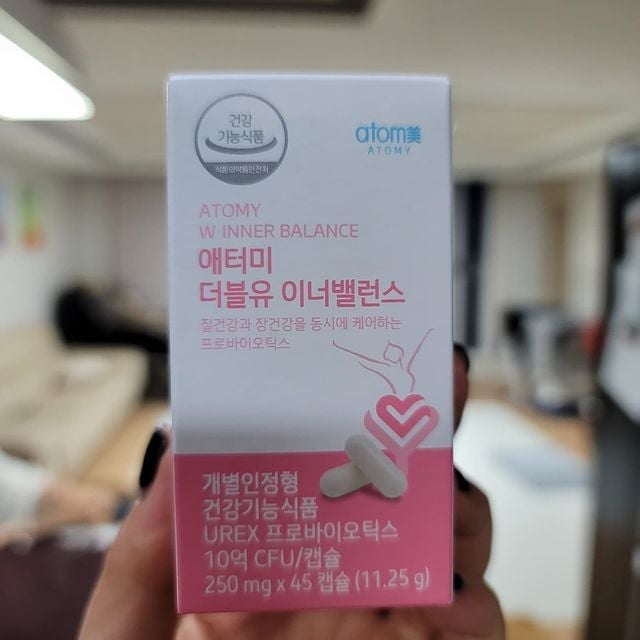 건강
기능식품
식품의약품안전처
atom美
ATOMY
ATOMY
W INNER BALANCE
애터미
더블유 이너밸런스
질건강과 장건강을 동시에 케어하는
프로바이오틱스
개별인정형
건강기능식품
UREX 프로바이오틱스
10억 CFU/캡슐
250 mg x 45 캡슐 (11.25 g)